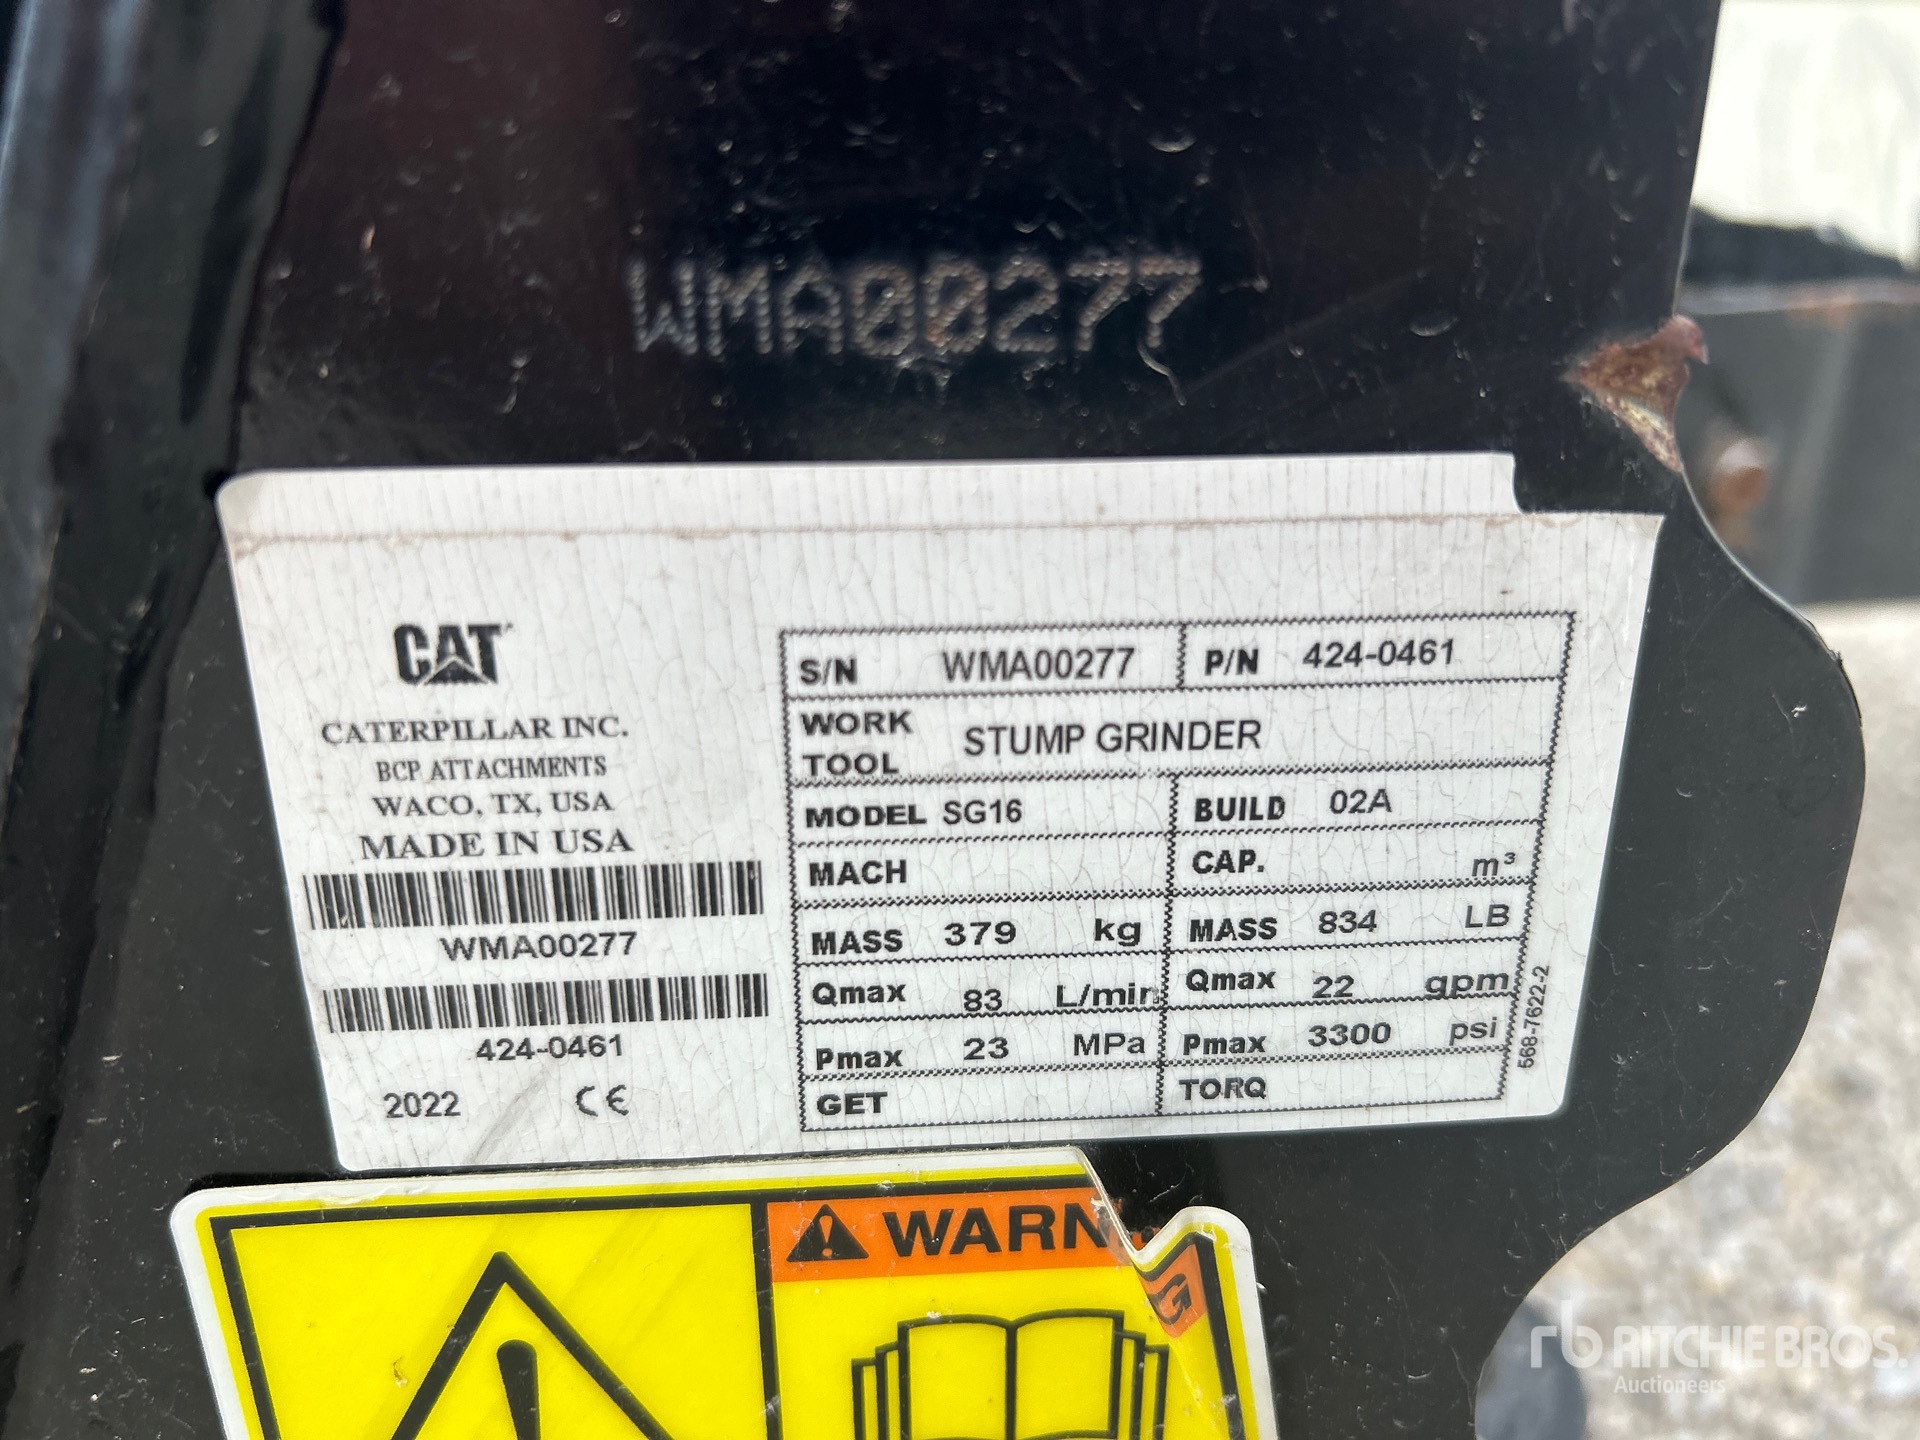 WMA00277
CAT
CATERPILLAR INC.
BCP ATTACHMENTS
WACO, TX, USA
MADE IN USA
WMA00277
424-0461
2022 CE
S/N WMA00277 P/N 424-0461
WORK TOOL STUMP GRINDER
MODEL SG16 BUILD 02A
MACH CAP. m³
MASS 379 kg MASS 834 LB
Qmax 83 L/min Qmax 22 gpm
Pmax 23 MPa Pmax 3300 psi
GET TORQ
568-7622-2
WARN G
rb RITCHIE BROS.
Auctioneers